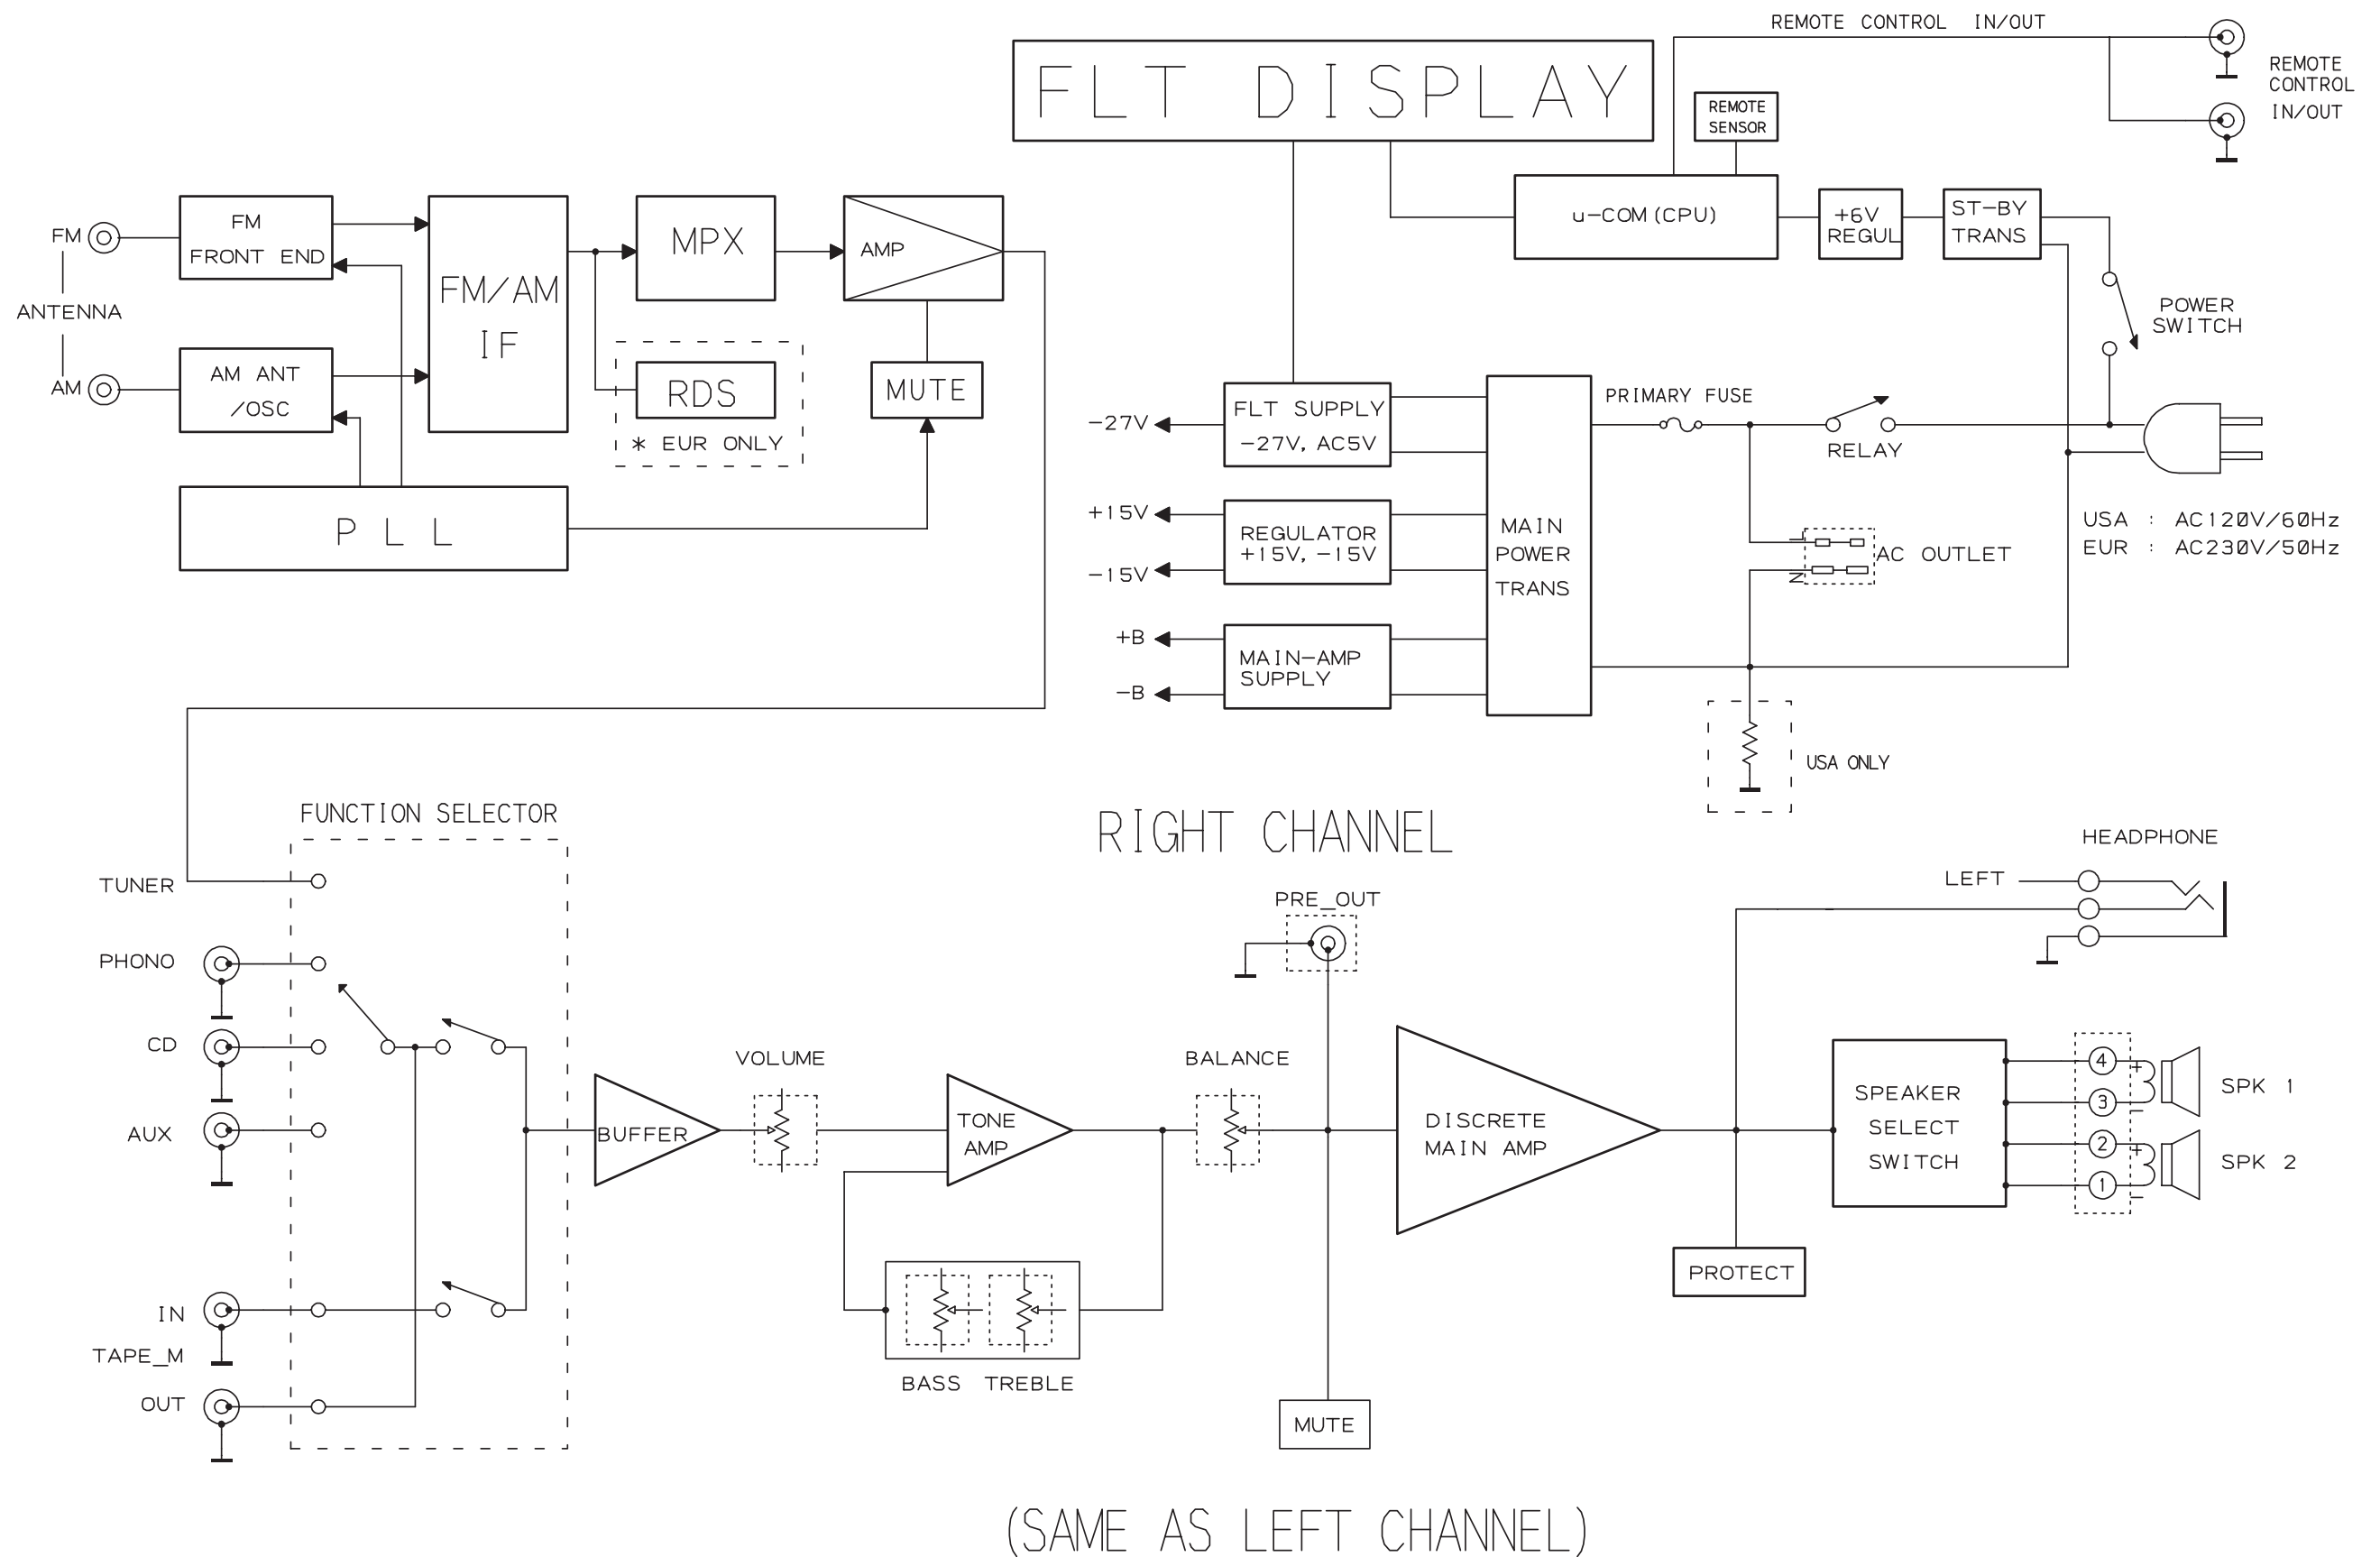 REMOTE CONTROL IN/OUT
FLT DISPLAY
REMOTE
SENSOR
REMOTE
CONTROL
IN/OUT
FM
ANTENNA
AM
FM
FRONT END
AM ANT
/OSC
FM/AM
IF
MPX
AMP
RDS
* EUR ONLY
MUTE
PLL
u-COM(CPU)
+6V
REGUL
ST-BY
TRANS
POWER
SWITCH
-27V
FLT SUPPLY
-27V, AC5V
+15V
-15V
REGULATOR
+15V, -15V
+B
-B
MAIN-AMP
SUPPLY
MAIN
POWER
TRANS
PRIMARY FUSE
RELAY
L
N
AC OUTLET
USA : AC120V/60Hz
EUR : AC230V/50Hz
USA ONLY
FUNCTION SELECTOR
RIGHT CHANNEL
TUNER
PHONO
CD
AUX
IN
TAPE_M
OUT
BUFFER
VOLUME
TONE
AMP
BASS TREBLE
BALANCE
PRE_OUT
MUTE
DISCRETE
MAIN AMP
PROTECT
HEADPHONE
LEFT
SPEAKER
SELECT
SWITCH
4
+
3
-
2
+
1
-
SPK 1
SPK 2
(SAME AS LEFT CHANNEL)